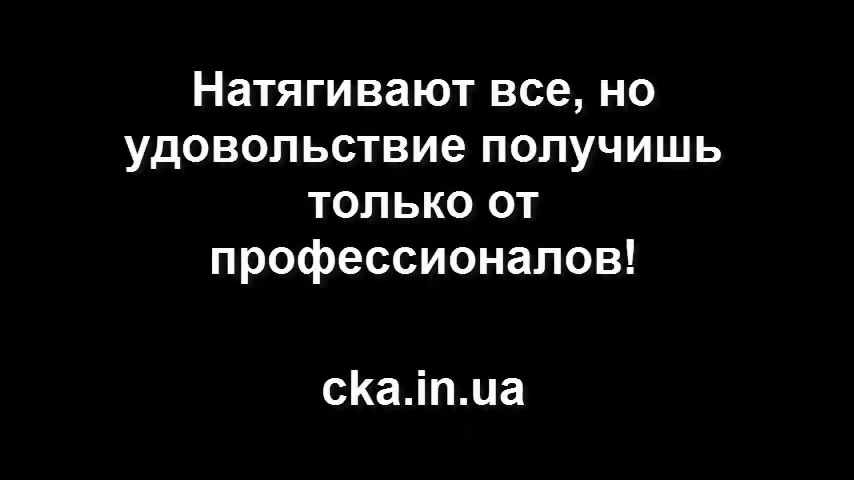 Натягивают все, но
удовольствие получишь
только от
профессионалов!
cka.in.ua